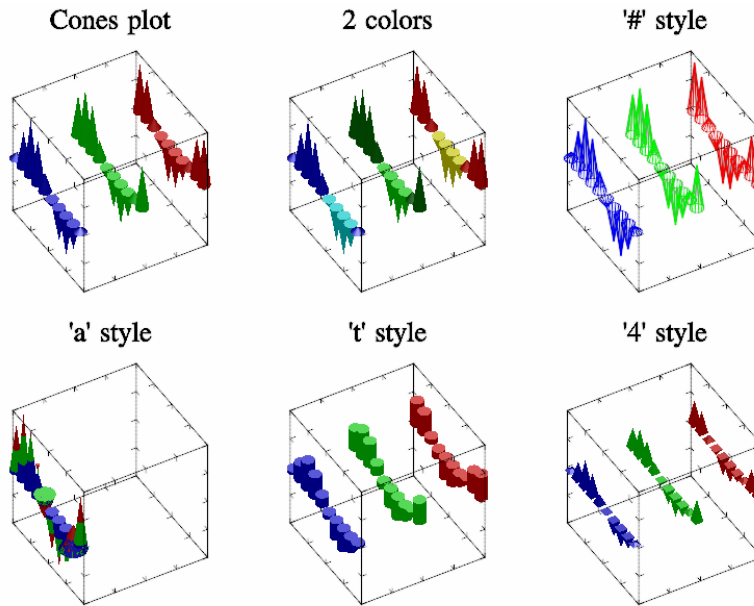 Cones plot
2 colors
'#' style
'a' style
't' style
'4' style